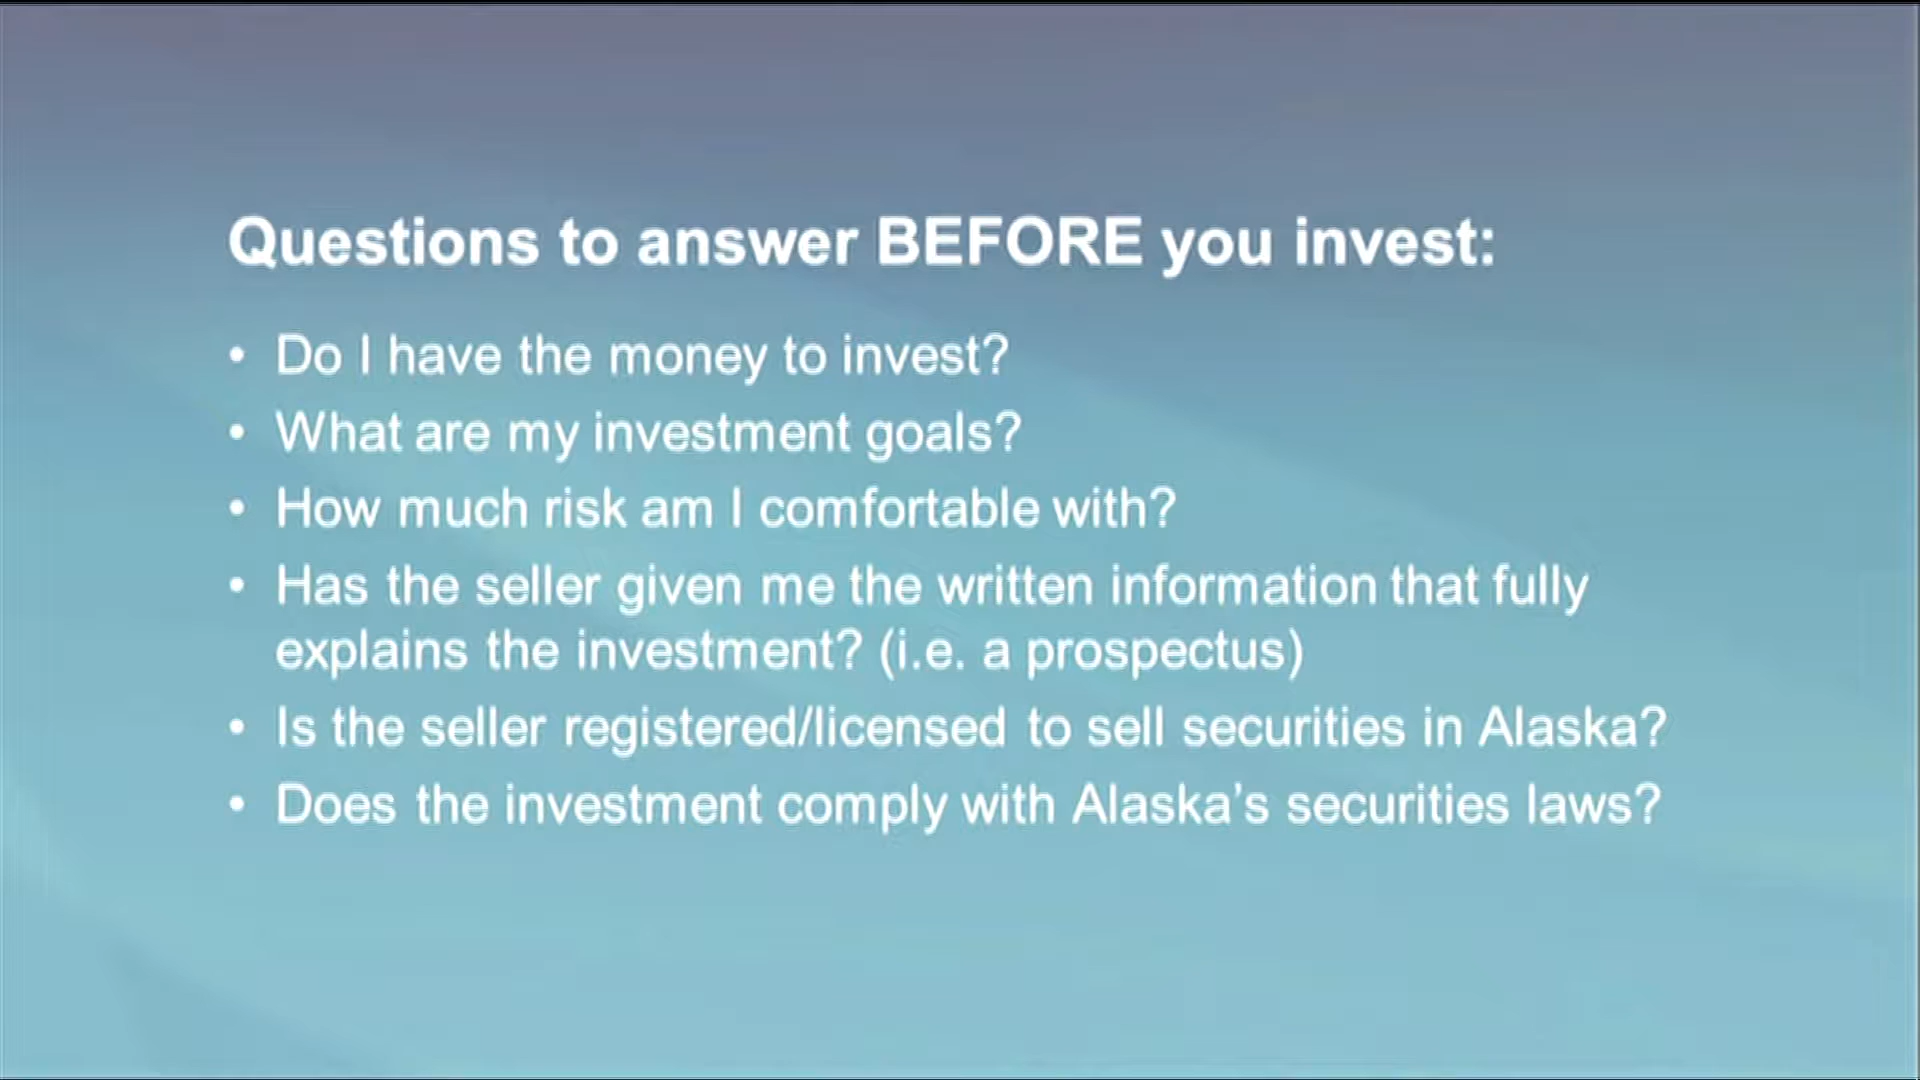 Questions to answer BEFORE you invest:
• Do I have the money to invest?
• What are my investment goals?
• How much risk am I comfortable with?
• Has the seller given me the written information that fully
explains the investment? (i.e. a prospectus)
• Is the seller registered/licensed to sell securities in Alaska?
• Does the investment comply with Alaska’s securities laws?